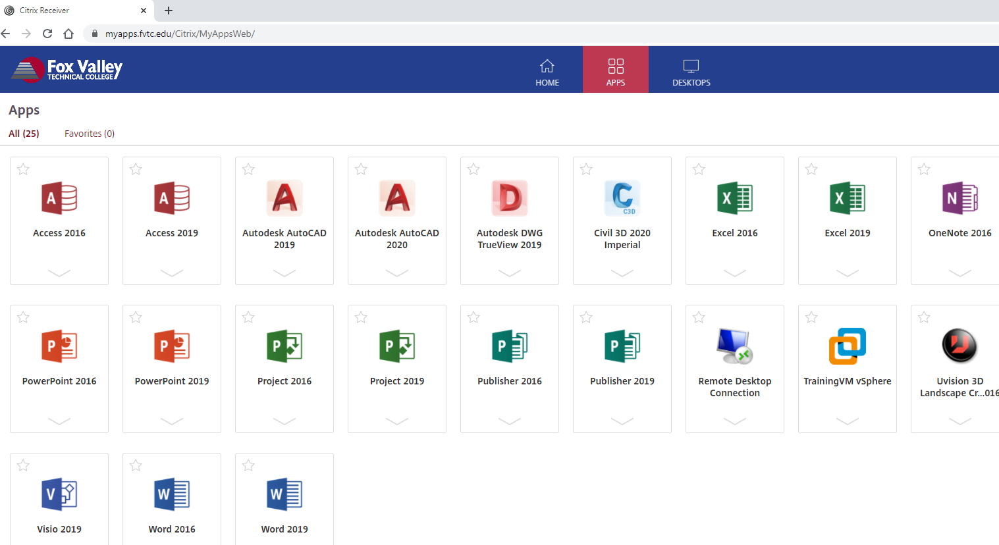 Citrix Receiver
myapps.fvtc.edu/Citrix/MyAppsWeb/
Fox Valley
TECHNICAL COLLEGE
HOME
APPS
DESKTOPS
Apps
All (25)
Favorites (0)
A
Access 2016
A
Access 2019
A
Autodesk AutoCAD
2019
A
Autodesk AutoCAD
2020
D
Autodesk DWG
TrueView 2019
C
C3D
Civil 3D 2020
Imperial
X
Excel 2016
X
Excel 2019
N
OneNote 2016
P
PowerPoint 2016
P
PowerPoint 2019
P
Project 2016
P
Project 2019
P
Publisher 2016
P
Publisher 2019
Remote Desktop
Connection
TrainingVM vSphere
Uvision 3D
Landscape Cr...016
V
Visio 2019
W
Word 2016
W
Word 2019